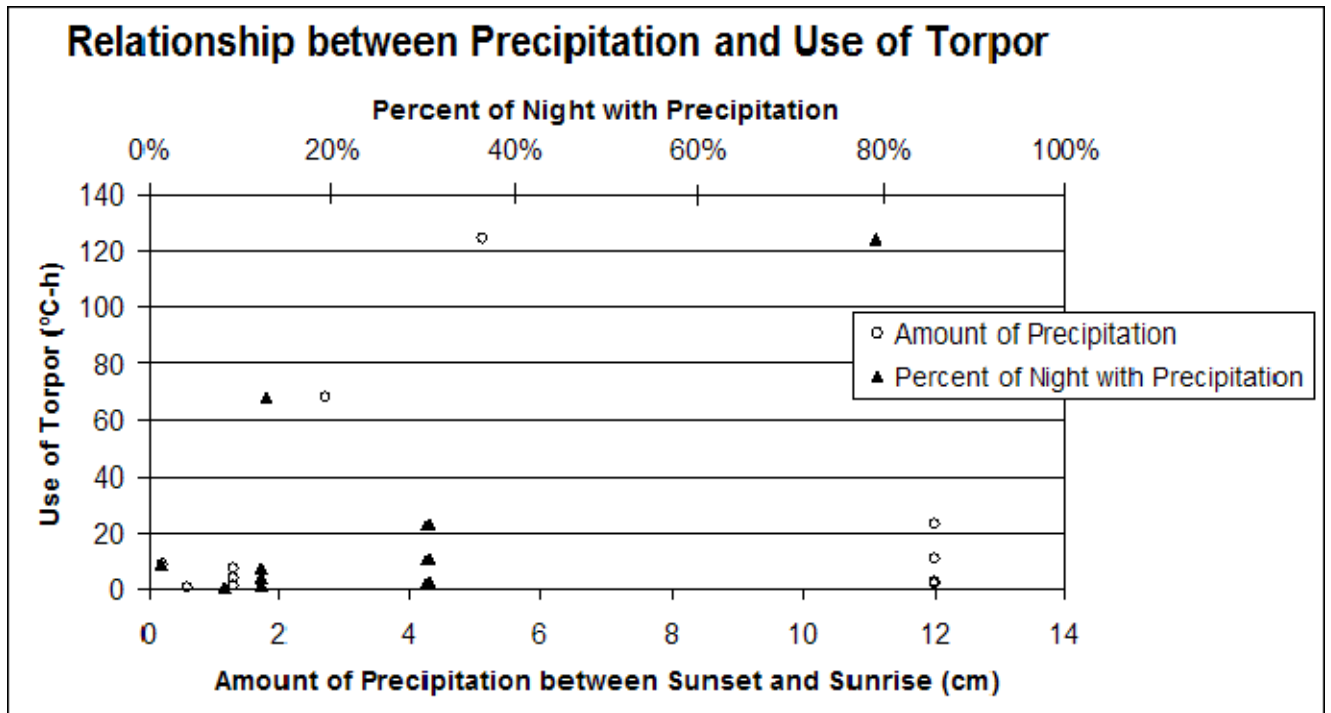 Relationship between Precipitation and Use of Torpor
Percent of Night with Precipitation
0% 20% 40% 60% 80% 100%
140
120
100
80
60
40
20
0
Use of Torpor (°C-h)
Amount of Precipitation
Percent of Night with Precipitation
0 2 4 6 8 10 12 14
Amount of Precipitation between Sunset and Sunrise (cm)